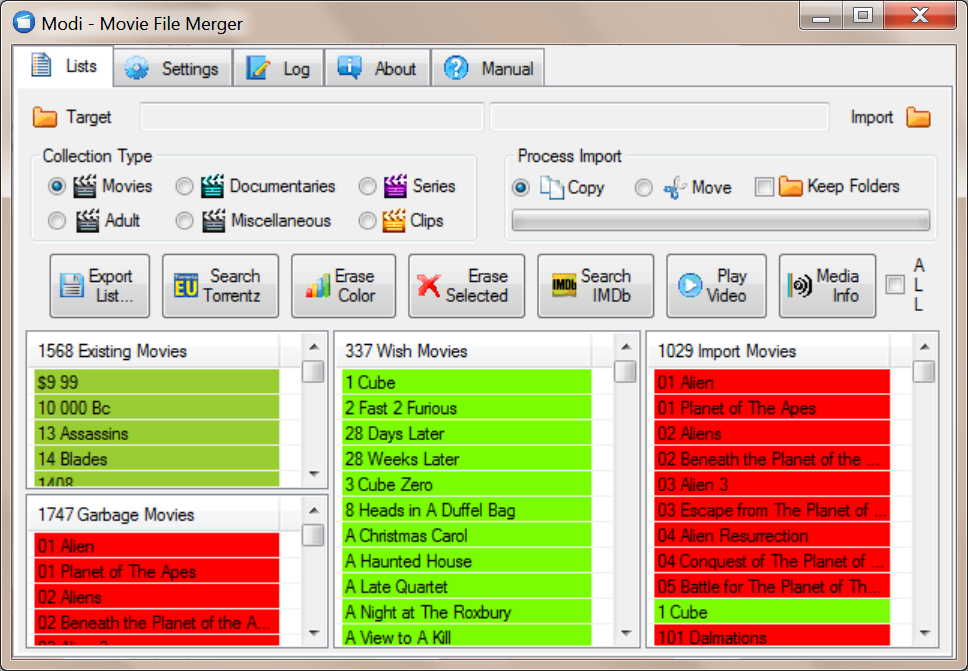 Modi - Movie File Merger
Lists
Settings
Log
About
Manual
Target
Import
Collection Type
Movies
Documentaries
Series
Adult
Miscellaneous
Clips
Process Import
Copy
Move
Keep Folders
Export
List...
Torrentz
EU
Search
Torrentz
Erase
Color
Erase
Selected
IMDb
Search
IMDb
Play
Video
Media
Info
A
L
L
1568 Existing Movies
$9 99
10 000 Bc
13 Assassins
14 Blades
1408
1747 Garbage Movies
01 Alien
01 Planet of The Apes
02 Aliens
02 Beneath the Planet of the A...
03 Alien 3
337 Wish Movies
1 Cube
2 Fast 2 Furious
28 Days Later
28 Weeks Later
3 Cube Zero
8 Heads in A Duffel Bag
A Christmas Carol
A Haunted House
A Late Quartet
A Night at The Roxbury
A View to A Kill
1029 Import Movies
01 Alien
01 Planet of The Apes
02 Aliens
02 Beneath the Planet of the ...
03 Alien 3
03 Escape from The Planet of ...
04 Alien Resurrection
04 Conquest of The Planet of ...
05 Battle for The Planet of Th...
1 Cube
101 Dalmations